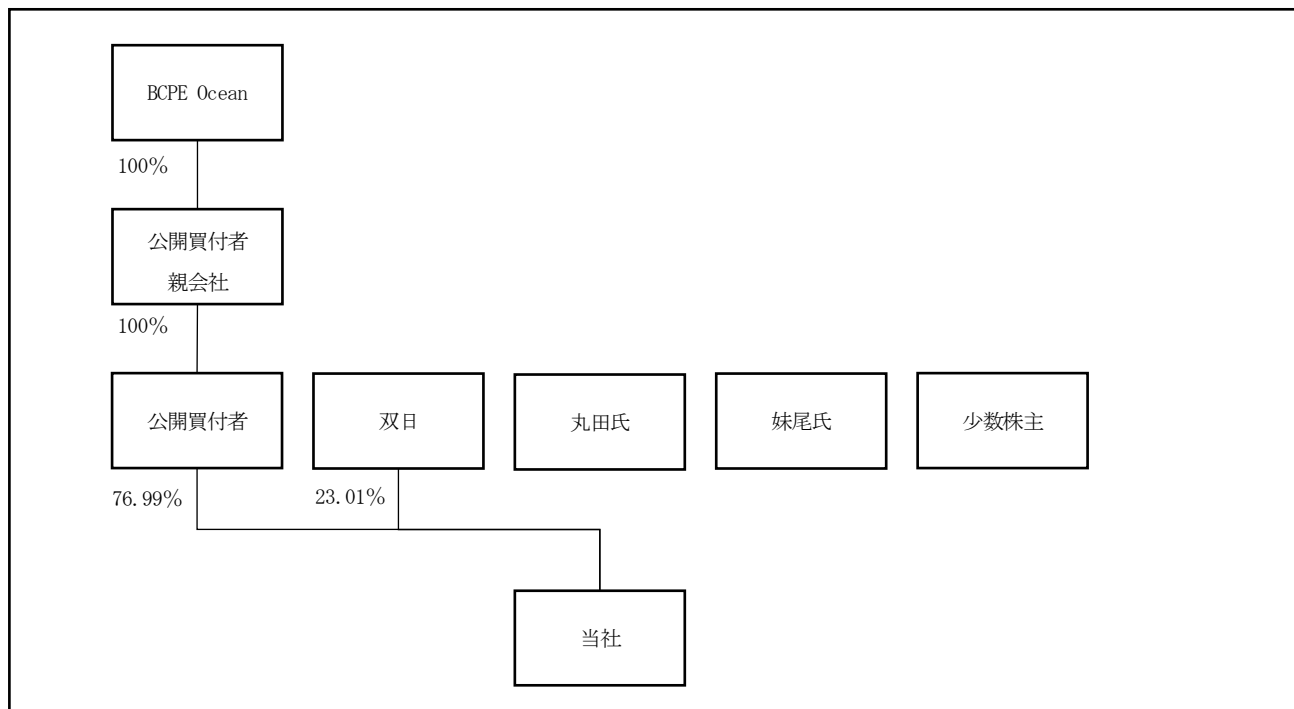 BCPE Ocean
100%
公開買付者
親会社
100%
公開買付者
双日
丸田氏
妹尾氏
少数株主
76.99%
23.01%
当社